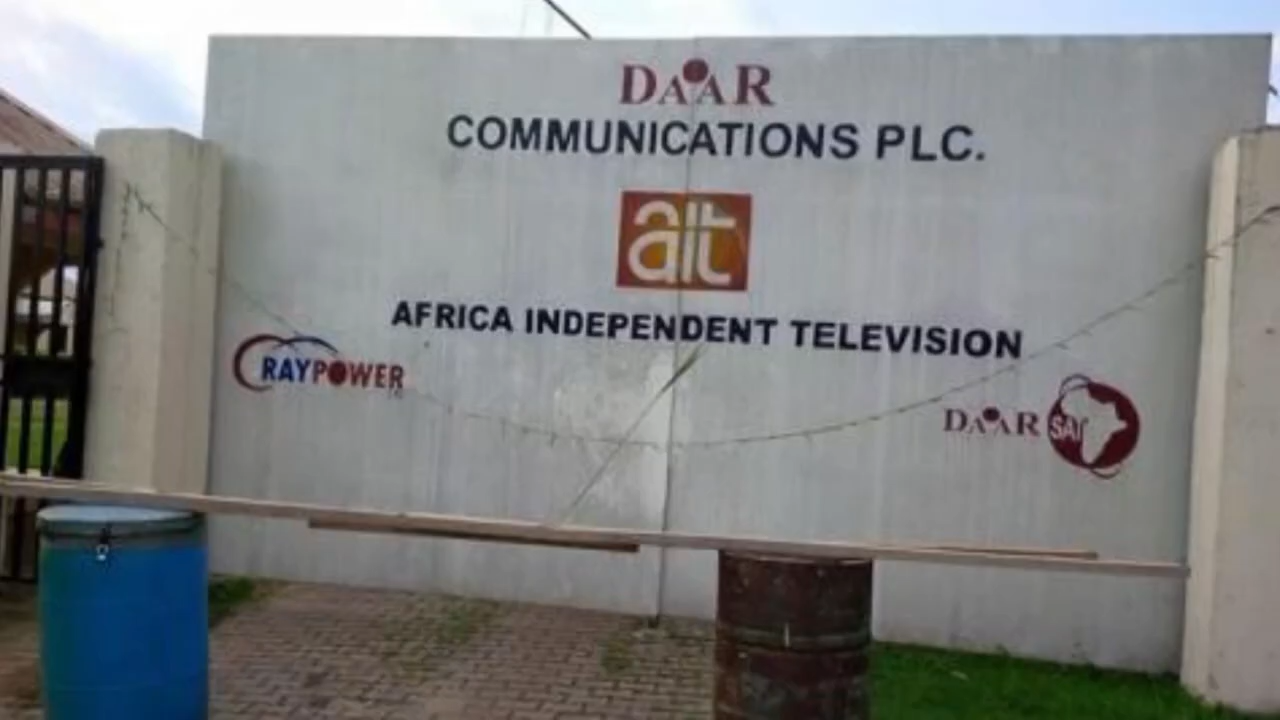 DAAR
COMMUNICATIONS PLC.
ait
AFRICA INDEPENDENT TELEVISION
RAYPOWER
DAAR SAT